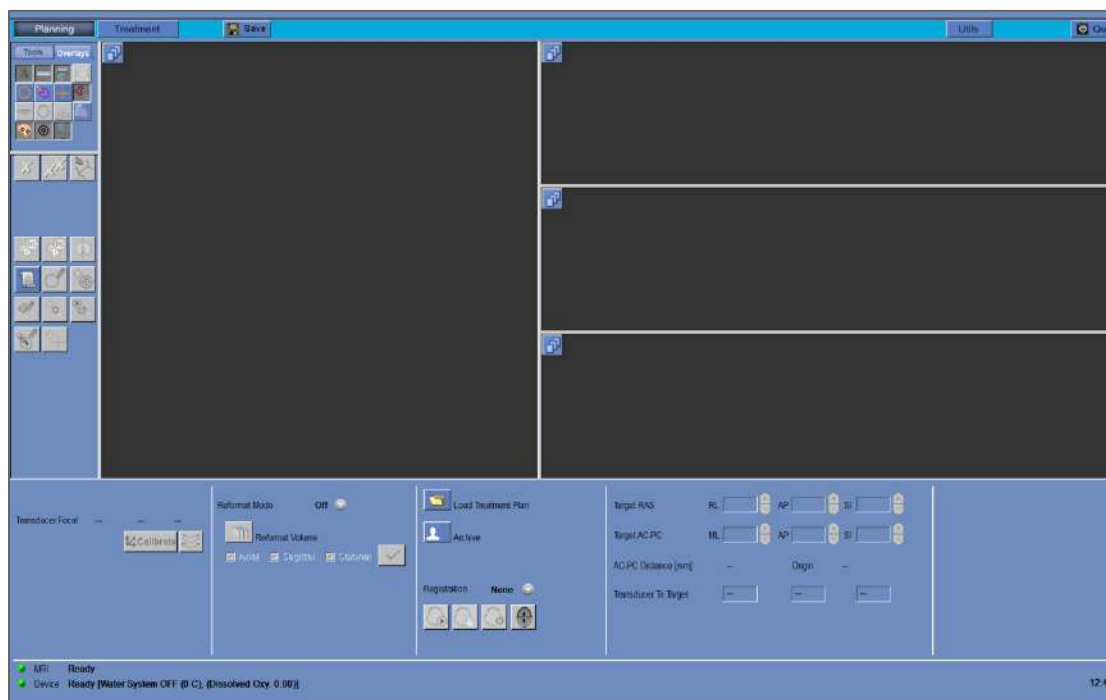 Planning Treatment Save Utils
Tools Overlays
Reformat Mode Off
Load Treatment Plan
Target RAS RL AP SI
Transducer Focal -- -- --
Calibrate
Reformat Volume
Archive
Target AC-PC ML AP SI
Axial Sagittal Coronal
AC-PC Distance [mm] -- Origin --
Registration None
Transducer To Target -- -- --
MRI Ready
Device Ready [Water System OFF (0 C), (Dissolved Oxy. 0.00)]